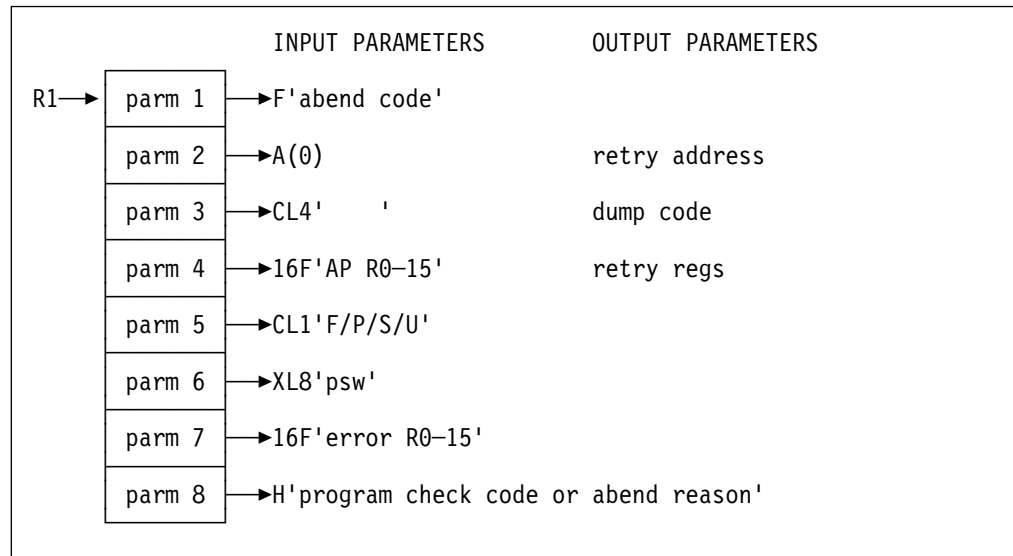 INPUT PARAMETERS OUTPUT PARAMETERS
R1 parm 1 F'abend code'
parm 2 A(0) retry address
parm 3 CL4'    ' dump code
parm 4 16F'AP R0—15' retry regs
parm 5 CL1'F/P/S/U'
parm 6 XL8'psw'
parm 7 16F'error R0—15'
parm 8 H'program check code or abend reason'